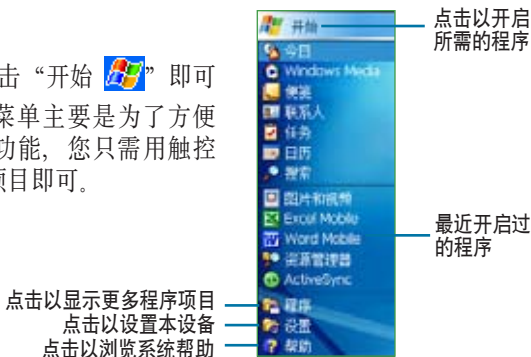 击“开始 ”即可
菜单主要是为了方便
功能，您只需用触控
项目即可。
开始
今日
Windows Media
便笺
联系人
任务
日历
搜索
图片和视频
Excel Mobile
Word Mobile
资源管理器
ActiveSync
程序
设置
帮助
点击以开启
所需的程序
最近开启过
的程序
点击以显示更多程序项目
点击以设置本设备
点击以浏览系统帮助